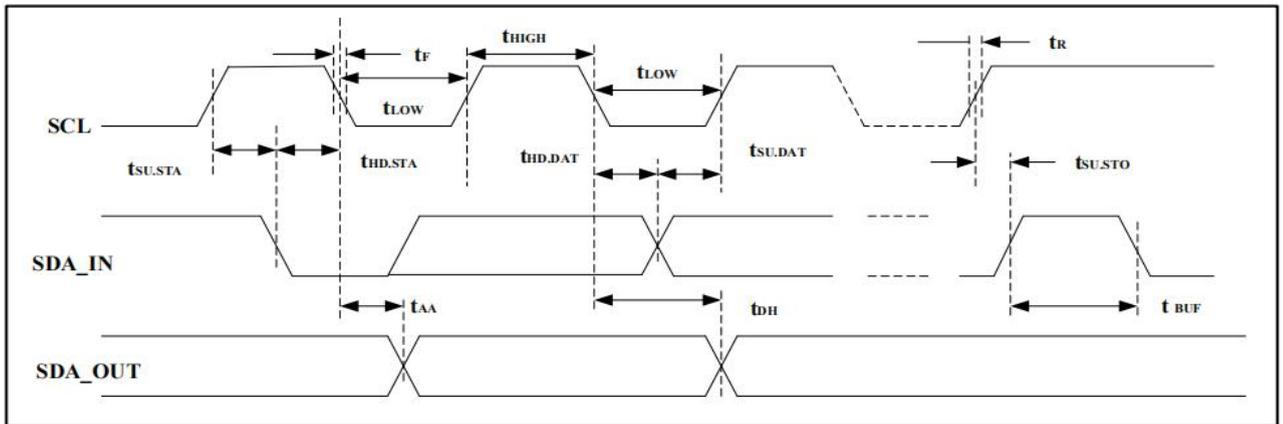 tHIGH
tF
tR
tLOW
tLOW
SCL
tSU.STA
tHD.STA
tHD.DAT
tSU.DAT
tSU.STO
SDA_IN
tAA
tDH
t BUF
SDA_OUT